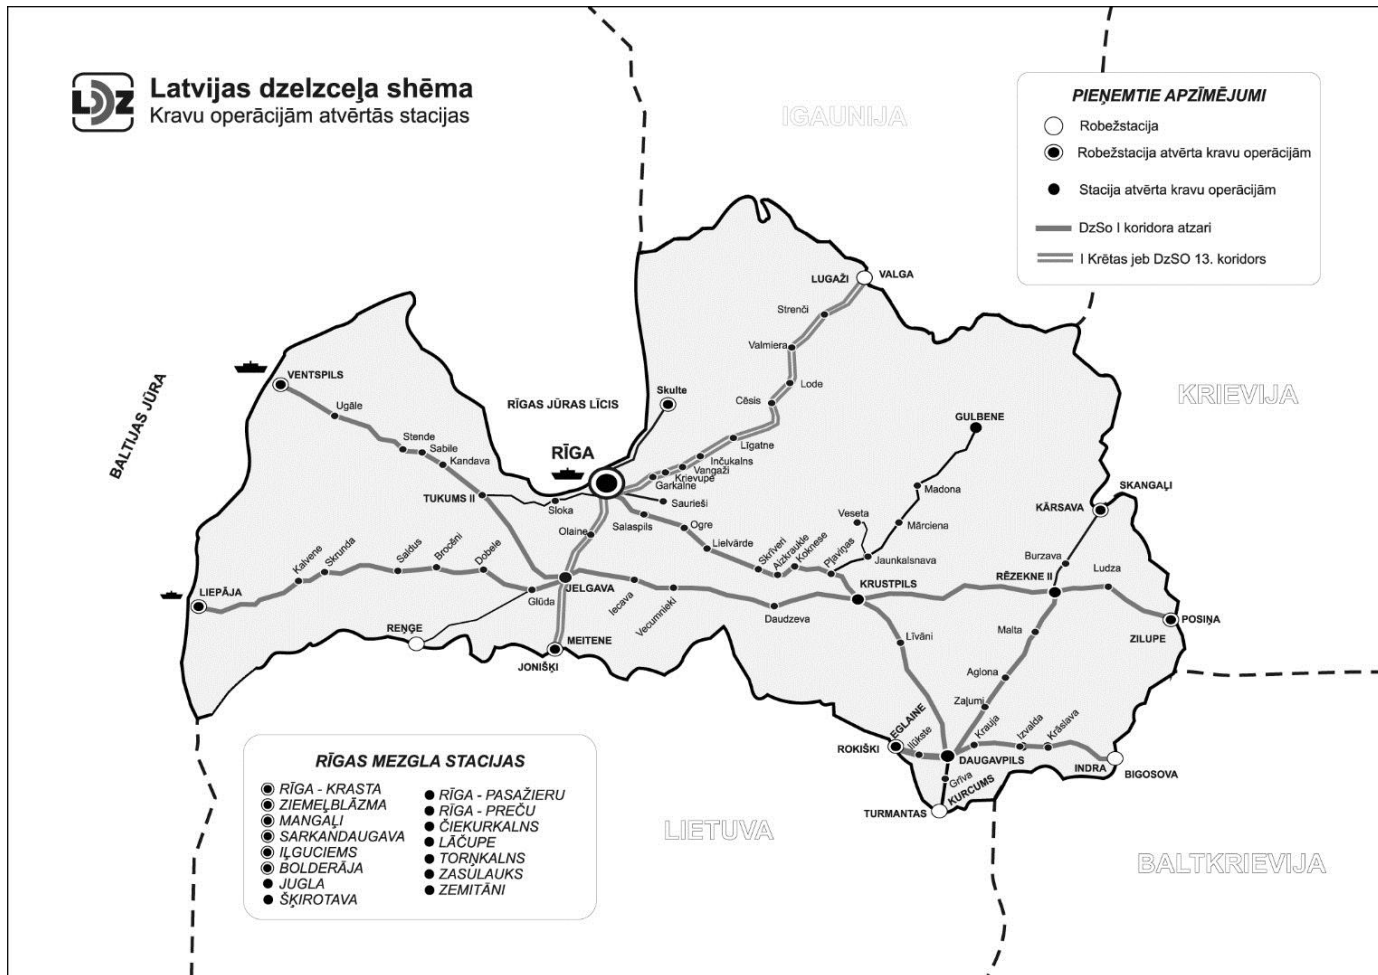 LDZ
Latvijas dzelzceļa shēma
Kravu operācijām atvērtās stacijas
IGAUNIJA
PIEŅEMTIE APZĪMĒJUMI
Robežstacija
Robežstacija atvērta kravu operācijām
Stacija atvērta kravu operācijām
DzSo I koridora atzari
I Krētas jeb DzSO 13. koridors
LUGAŽI
VALGA
Strenči
Valmiera
Lode
Cēsis
Līgatne
Inčukalns
Vangaži
Krievupe
Garkalne
Saurieši
Skulte
RĪGAS JŪRAS LĪCIS
RĪGA
BALTIJAS JŪRA
VENTSPILS
Ugāle
Stende
Sabile
Kandava
TUKUMS II
Sloka
Olaine
Salaspils
Ogre
Lielvārde
Skrīveri
Aizkraukle
Koknese
Pļaviņas
Veseta
Jaunkalsnava
Mārciena
Madona
GULBENE
KRIEVIJA
SKANGAĻI
KĀRSAVA
Burzava
RĒZEKNE II
Ludza
POSIŅA
ZILUPE
KRUSTPILS
Līvāni
Malta
Aglona
Zaļumi
Krauja
Izvalda
Krāslava
INDRA
BIGOSOVA
DAUGAVPILS
Grīva
KURCUMS
TURMANTAS
Ilūkste
EGLAINE
ROKIŠKI
Daudzeva
Vecumnieki
Iecava
JELGAVA
Glūda
Dobele
Brocēni
Saldus
Skrunda
Kalvene
LIEPĀJA
REŅĢE
MEITENE
JONIŠĶI
LIETUVA
BALTKRIEVIJA
RĪGAS MEZGLA STACIJAS
RĪGA - KRASTA
ZIEMEĻBLĀZMA
MANGAĻI
SARKANDAUGAVA
IĻGUCIEMS
BOLDERĀJA
JUGLA
ŠĶIROTAVA
RĪGA - PASAŽIERU
RĪGA - PREČU
ČIEKURKALNS
LĀČUPE
TORŅKALNS
ZASULAUKS
ZEMITĀNI